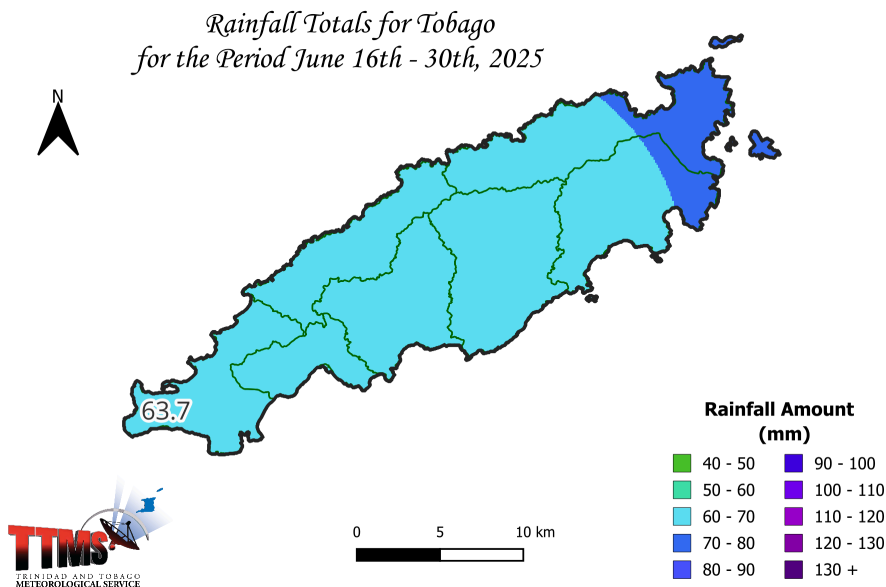 Rainfall Totals for Tobago
for the Period June 16th - 30th, 2025
N
63.7
Rainfall Amount
(mm)
40 - 50
50 - 60
60 - 70
70 - 80
80 - 90
90 - 100
100 - 110
110 - 120
120 - 130
130 +
0 5 10 km
TTMS
TRINIDAD AND TOBAGO
METEOROLOGICAL SERVICE